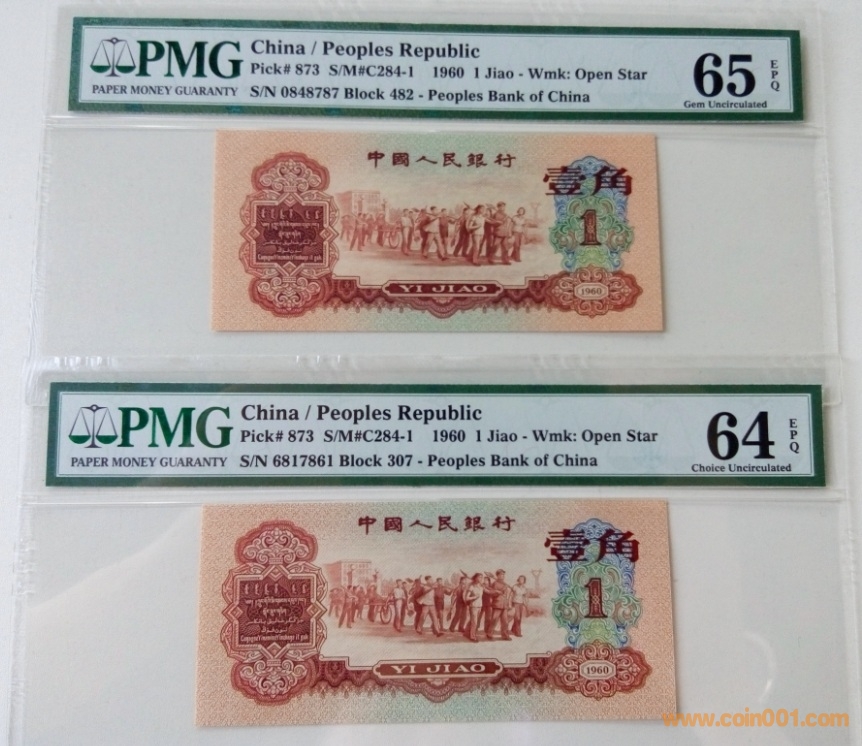 PMG
PAPER MONEY GUARANTY
China / Peoples Republic
Pick# 873 S/M#C284-1 1960 1 Jiao - Wmk: Open Star
S/N 0848787 Block 482 - Peoples Bank of China
65
EPQ
Gem Uncirculated
中國人民銀行
壹角
1
YI JIAO
1960
PMG
PAPER MONEY GUARANTY
China / Peoples Republic
Pick# 873 S/M#C284-1 1960 1 Jiao - Wmk: Open Star
S/N 6817861 Block 307 - Peoples Bank of China
64
EPQ
Choice Uncirculated
中國人民銀行
壹角
1
YI JIAO
1960
www.coin001.com